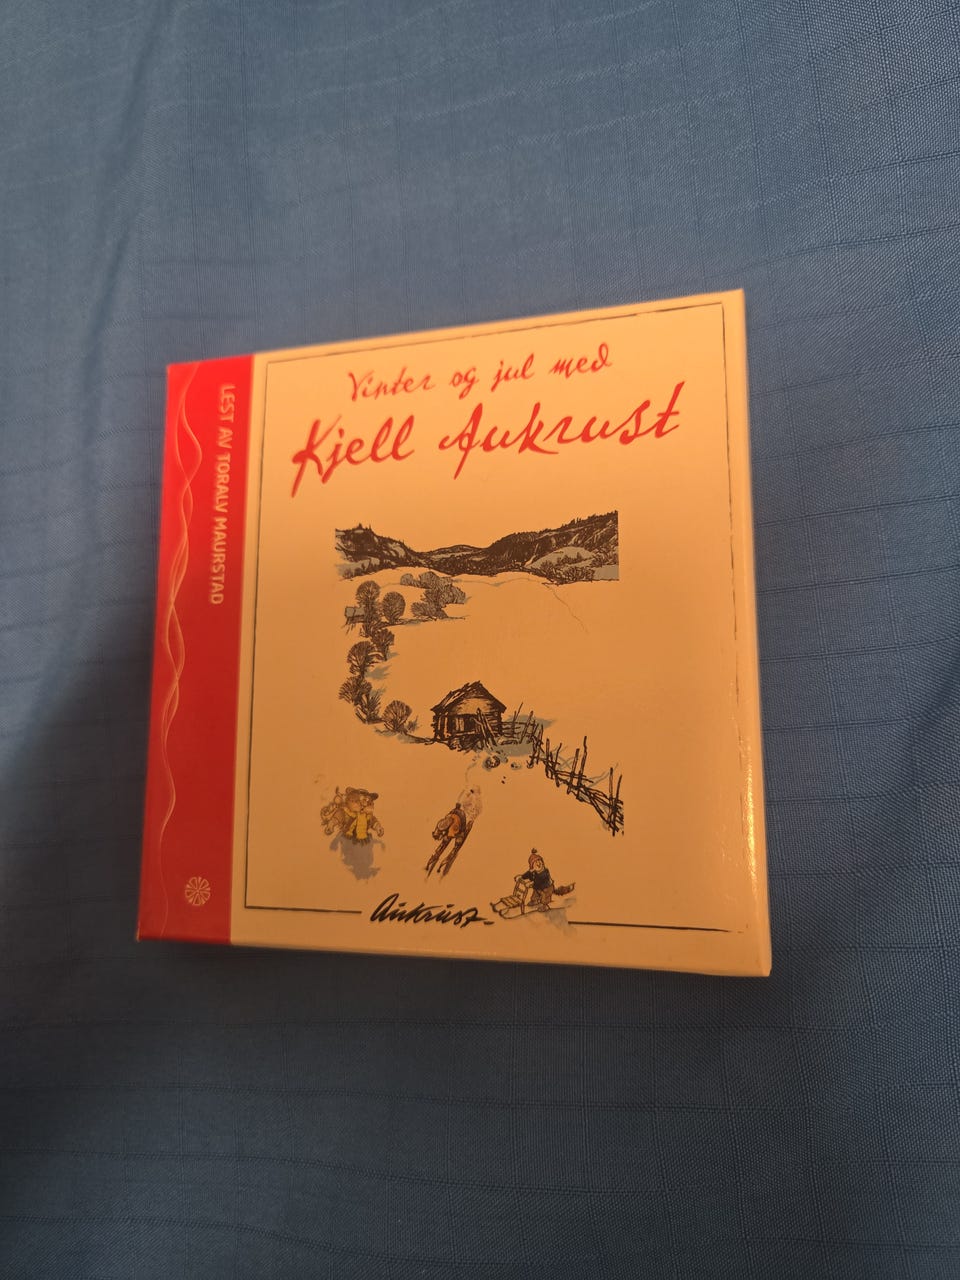 Vinter og jul med
Kjell Aukrust
LEST AV TORALV MAURSTAD
Aukrust